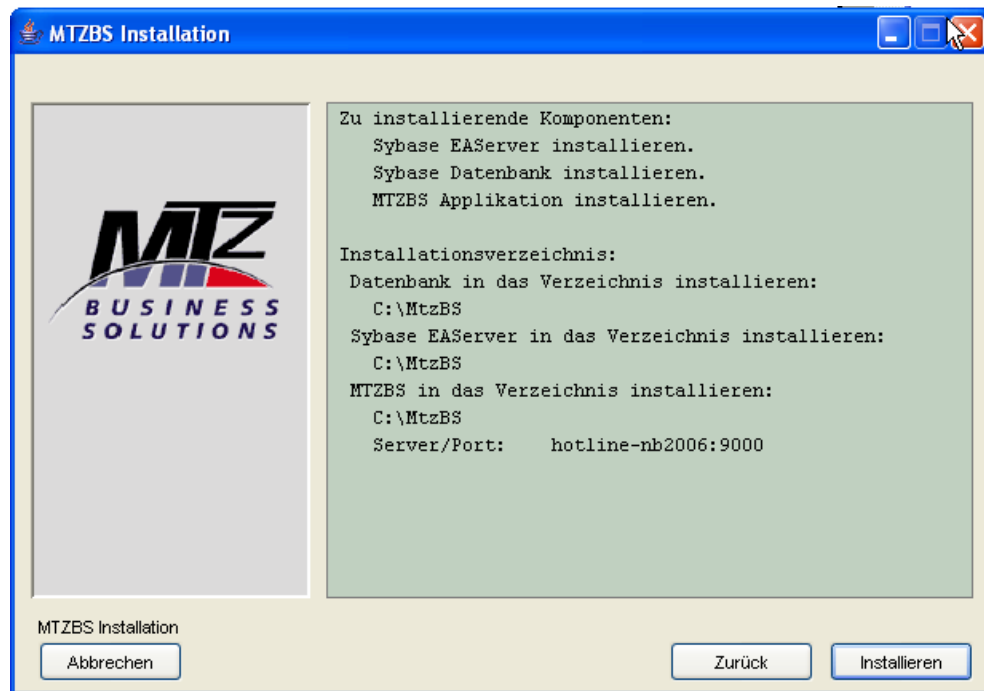 MTZBS Installation
MTZ
BUSINESS
SOLUTIONS
Zu installierende Komponenten:
Sybase EAServer installieren.
Sybase Datenbank installieren.
MTZBS Applikation installieren.
Installationsverzeichnis:
Datenbank in das Verzeichnis installieren:
C:\MtzBS
Sybase EAServer in das Verzeichnis installieren:
C:\MtzBS
MTZBS in das Verzeichnis installieren:
C:\MtzBS
Server/Port: hotline-nb2006:9000
MTZBS Installation
Abbrechen
Zurück
Installieren